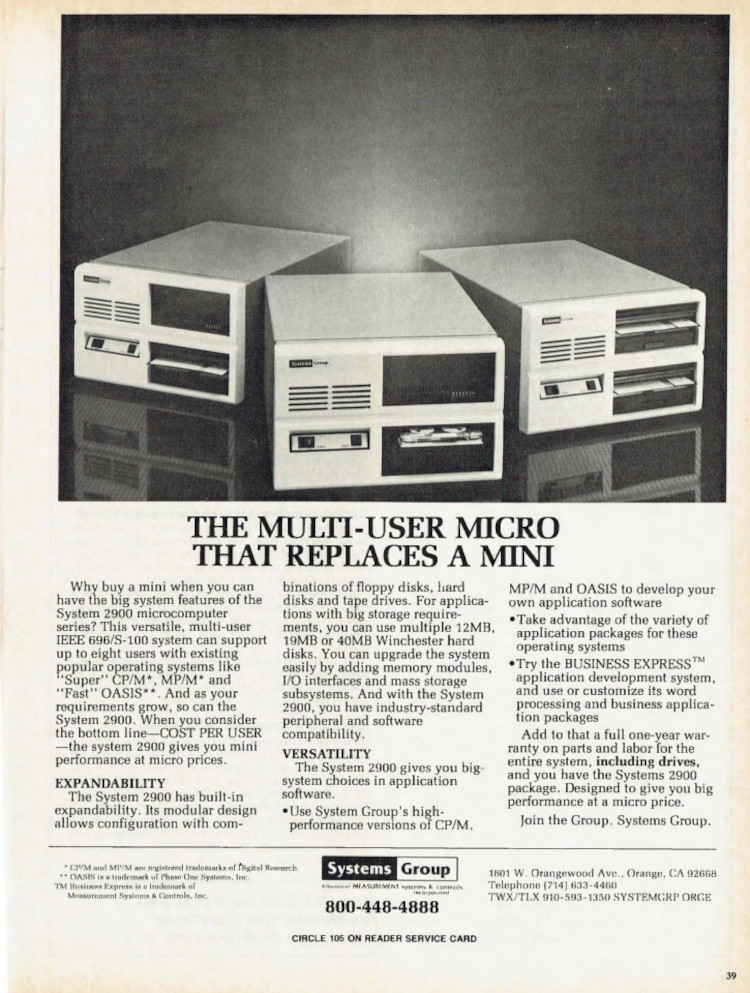 Systems Group
Systems Group
Systems
THE MULTI-USER MICRO
THAT REPLACES A MINI
Why buy a mini when you can
have the big system features of the
System 2900 microcomputer
series? This versatile, multi-user
IEEE 696/S-100 system can support
up to eight users with existing
popular operating systems like
"Super" CP/M*, MP/M* and
"Fast" OASIS**. And as your
requirements grow, so can the
System 2900. When you consider
the bottom line—COST PER USER
—the system 2900 gives you mini
performance at micro prices.
EXPANDABILITY
The System 2900 has built-in
expandability. Its modular design
allows configuration with com-
binations of floppy disks, hard
disks and tape drives. For applica-
tions with big storage require-
ments, you can use multiple 12MB,
19MB or 40MB Winchester hard
disks. You can upgrade the system
easily by adding memory modules,
I/O interfaces and mass storage
subsystems. And with the System
2900, you have industry-standard
peripheral and software
compatibility.
VERSATILITY
The System 2900 gives you big-
system choices in application
software.
•Use System Group's high-
performance versions of CP/M,
MP/M and OASIS to develop your
own application software
•Take advantage of the variety of
application packages for these
operating systems
•Try the BUSINESS EXPRESS™
application development system,
and use or customize its word
processing and business applica-
tion packages
Add to that a full one-year war-
ranty on parts and labor for the
entire system, including drives,
and you have the Systems 2900
package. Designed to give you big
performance at a micro price.
Join the Group. Systems Group.
* CP/M and MP/M are registered trademarks of Digital Research
** OASIS is a trademark of Phase One Systems, Inc.
TM Business Express is a trademark of
Measurement Systems & Controls, Inc.
Systems Group
A Division of MEASUREMENT systems & controls
incorporated
800-448-4888
1601 W. Orangewood Ave., Orange, CA 92668
Telephone (714) 633-4460
TWX/TLX 910-593-1350 SYSTEMGRP ORGE
CIRCLE 105 ON READER SERVICE CARD
39